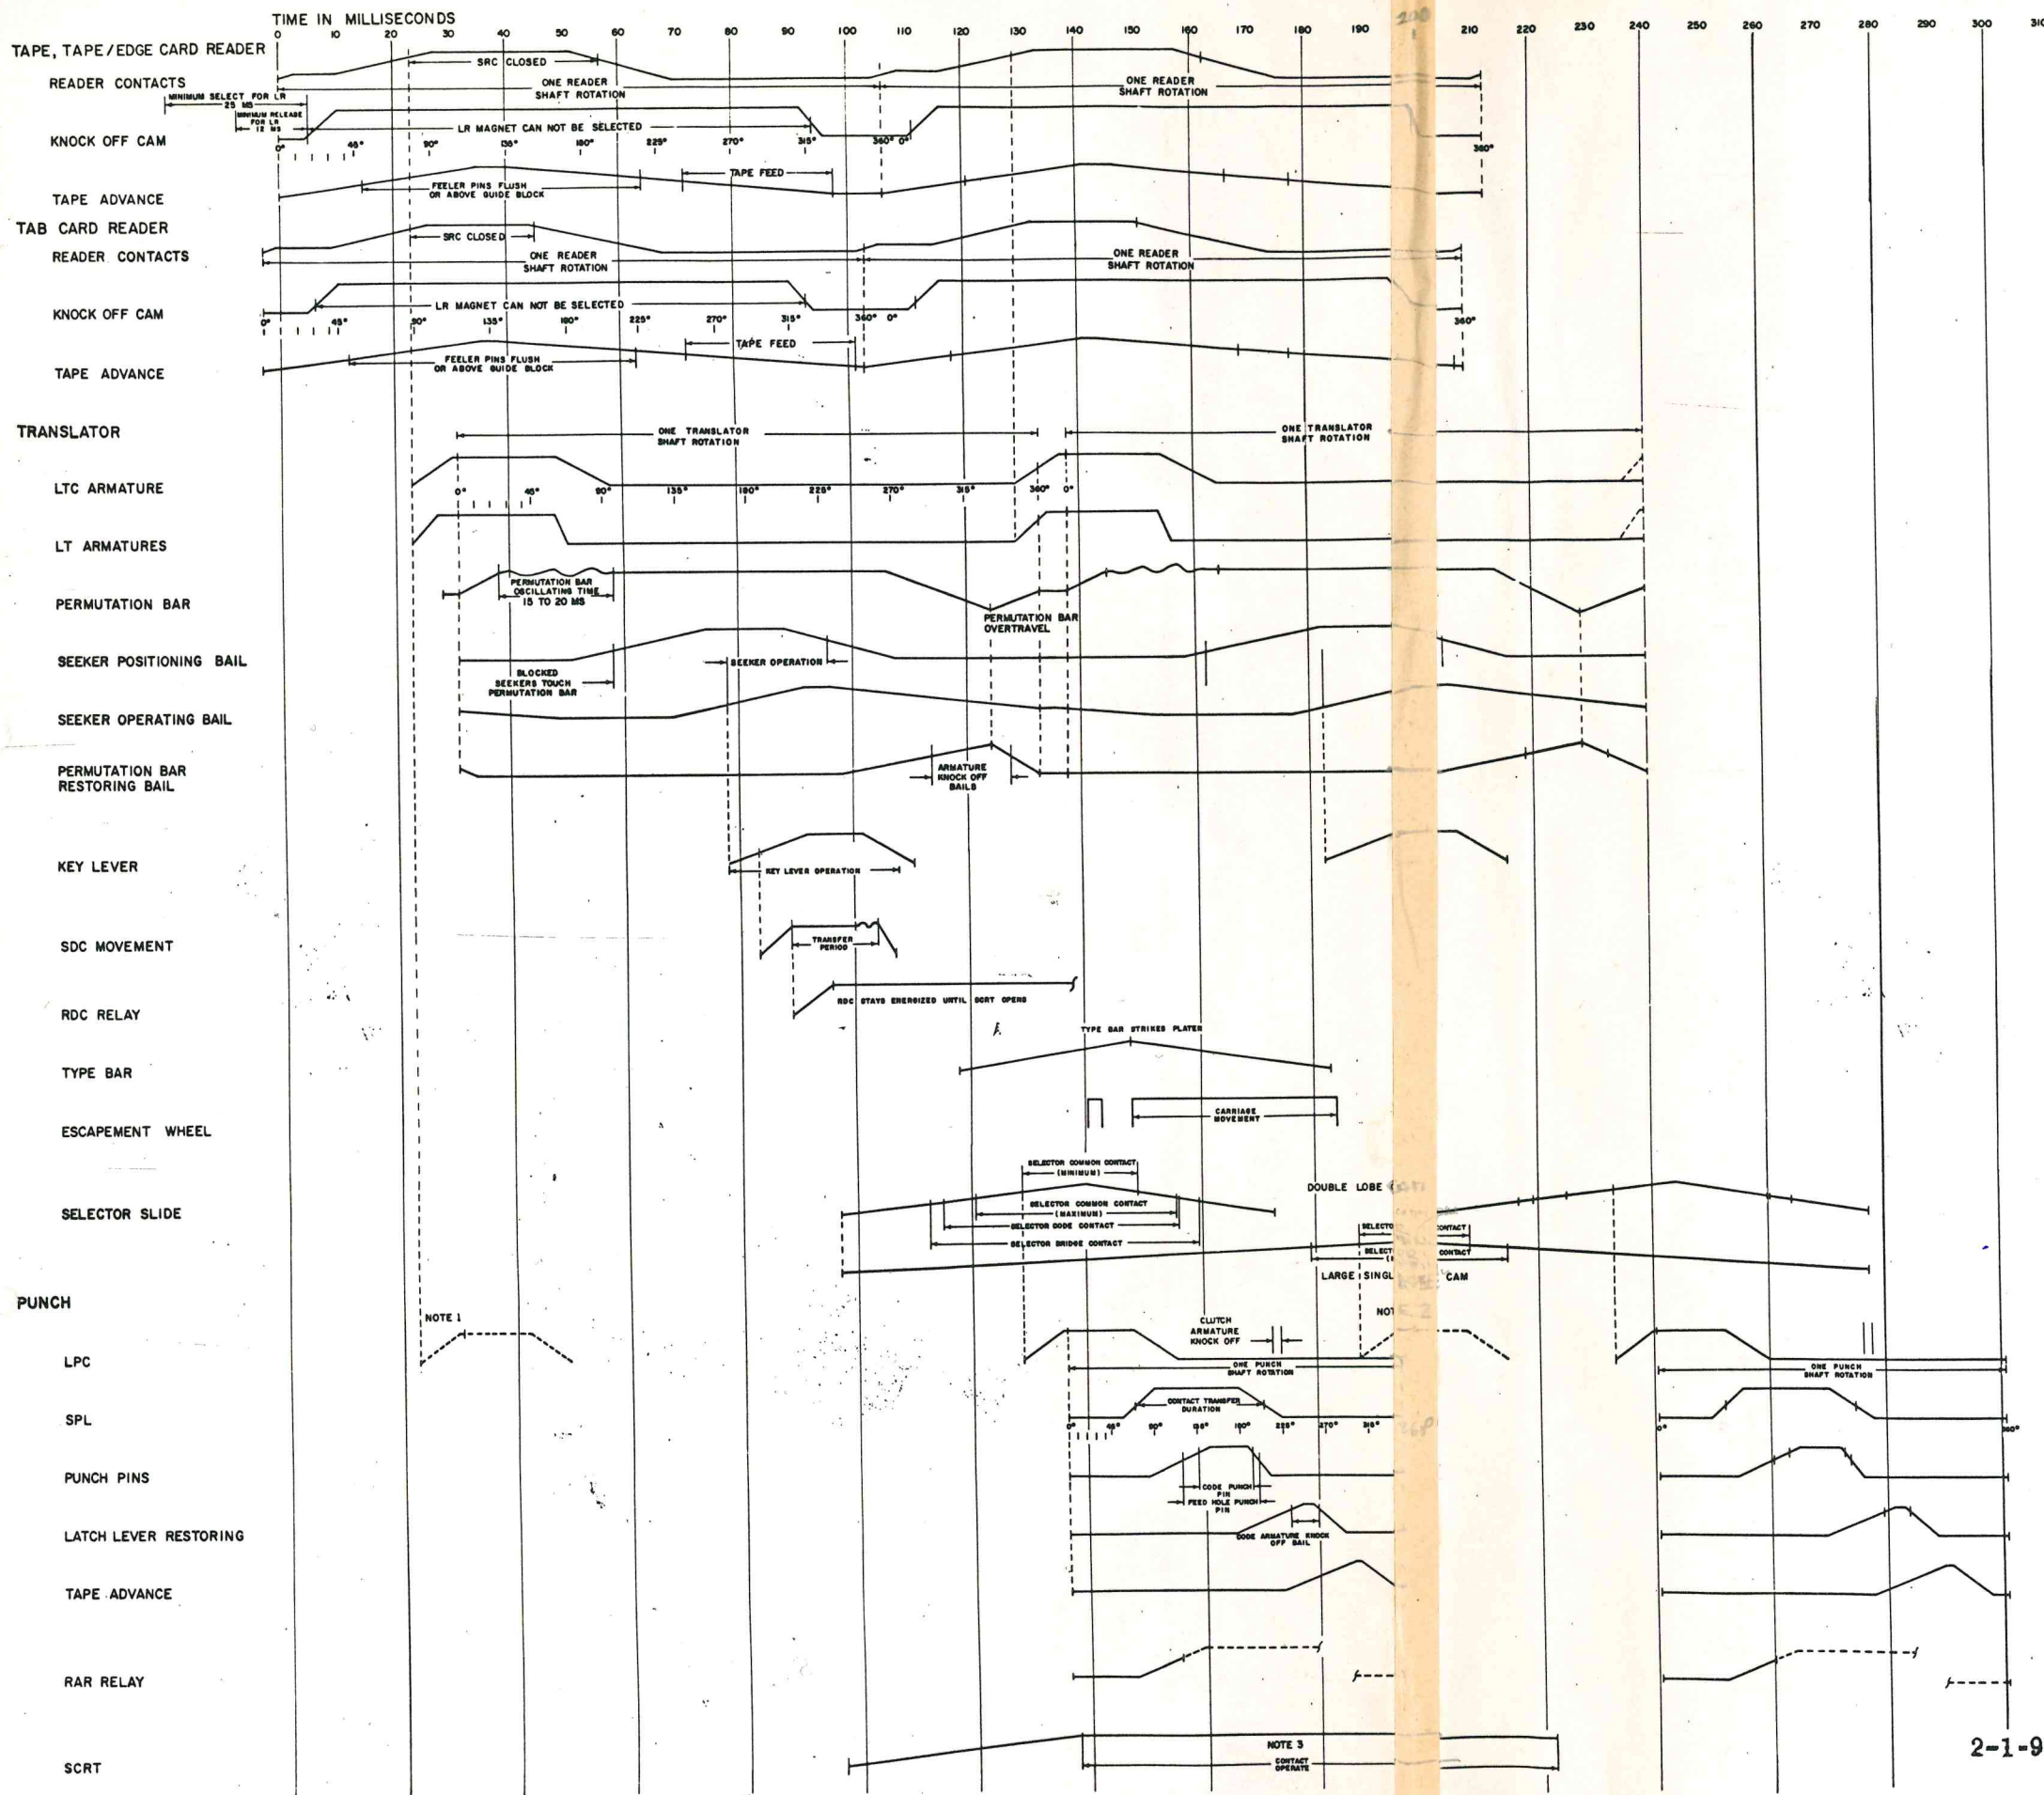 TIME IN MILLISECONDS
0 10 20 30 40 50 60 70 80 90 100 110 120 130 140 150 160 170 180 190 200 210 220 230 240 250 260 270 280 290 300 310
TAPE, TAPE/EDGE CARD READER
SRC CLOSED
READER CONTACTS
ONE READER
SHAFT ROTATION
ONE READER
SHAFT ROTATION
MINIMUM SELECT FOR LR
25 MS
MINIMUM RELEASE
FOR LR
12 MS
KNOCK OFF CAM
LR MAGNET CAN NOT BE SELECTED
0° 45° 90° 135° 180° 225° 270° 315° 360° 0° 360°
TAPE ADVANCE
FEELER PINS FLUSH
OR ABOVE GUIDE BLOCK
TAPE FEED
TAB CARD READER
SRC CLOSED
READER CONTACTS
ONE READER
SHAFT ROTATION
ONE READER
SHAFT ROTATION
KNOCK OFF CAM
LR MAGNET CAN NOT BE SELECTED
0° 45° 90° 135° 180° 225° 270° 315° 360° 0° 360°
TAPE ADVANCE
FEELER PINS FLUSH
OR ABOVE GUIDE BLOCK
TAPE FEED
TRANSLATOR
ONE TRANSLATOR
SHAFT ROTATION
ONE TRANSLATOR
SHAFT ROTATION
LTC ARMATURE
0° 45° 90° 135° 180° 225° 270° 315° 360° 0°
LT ARMATURES
PERMUTATION BAR
PERMUTATION BAR
OSCILLATING TIME
15 TO 20 MS
PERMUTATION BAR
OVERTRAVEL
SEEKER POSITIONING BAIL
BLOCKED
SEEKERS TOUCH
PERMUTATION BAR
SEEKER OPERATION
SEEKER OPERATING BAIL
PERMUTATION BAR
RESTORING BAIL
ARMATURE
KNOCK OFF
BAILS
KEY LEVER
KEY LEVER OPERATION
SDC MOVEMENT
TRANSFER
PERIOD
RDC RELAY
RDC STAYS ENERGIZED UNTIL SCRT OPENS
TYPE BAR STRIKES PLATEN
TYPE BAR
ESCAPEMENT WHEEL
CARRIAGE
MOVEMENT
SELECTOR SLIDE
SELECTOR COMMON CONTACT
(MINIMUM)
SELECTOR COMMON CONTACT
(MAXIMUM)
SELECTOR CODE CONTACT
SELECTOR BRIDGE CONTACT
DOUBLE LOBE
SELECTO CONTACT
SELECT CONTACT
LARGE SINGL CAM
PUNCH
NOTE 1
NOTE 2
LPC
CLUTCH
ARMATURE
KNOCK OFF
ONE PUNCH
SHAFT ROTATION
ONE PUNCH
SHAFT ROTATION
SPL
CONTACT TRANSFER
DURATION
0° 45° 90° 135° 180° 225° 270° 315° 360 0° 360°
PUNCH PINS
CODE PUNCH
PIN
FEED HOLE PUNCH
PIN
LATCH LEVER RESTORING
CODE ARMATURE KNOCK
OFF BAIL
TAPE ADVANCE
RAR RELAY
SCRT
NOTE 3
CONTACT
OPERATE
2-1-9